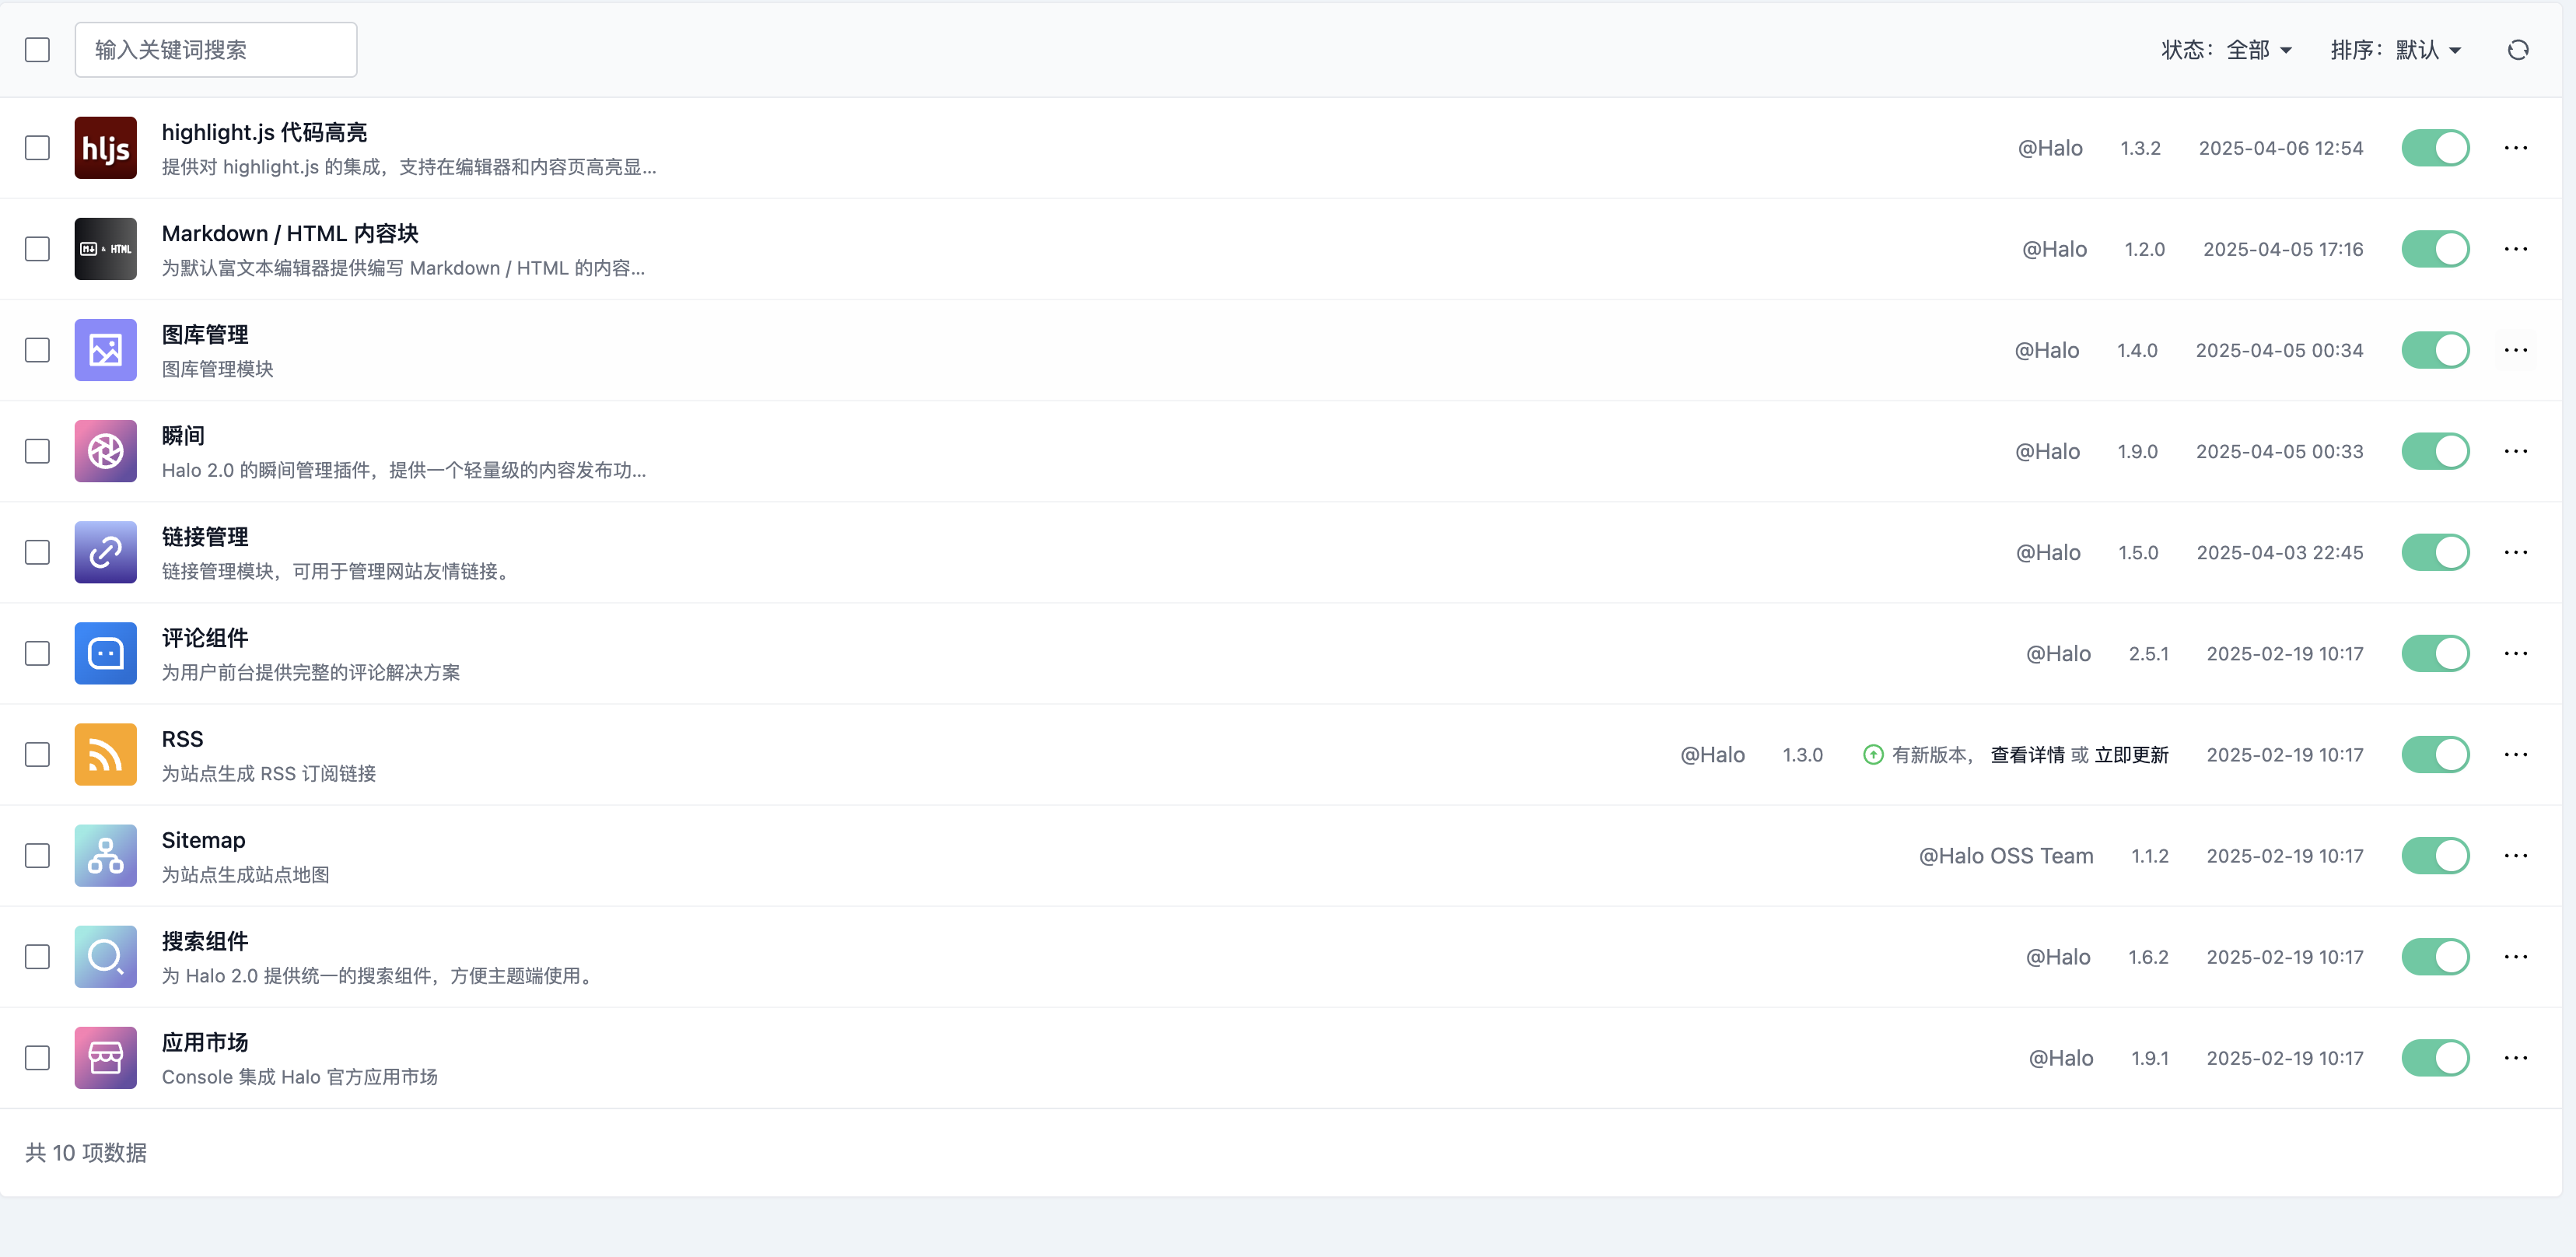 输入关键词搜索
状态：全部 排序：默认
hljs
highlight.js 代码高亮
提供对 highlight.js 的集成，支持在编辑器和内容页高亮显...
@Halo 1.3.2 2025-04-06 12:54
M & HTML
Markdown / HTML 内容块
为默认富文本编辑器提供编写 Markdown / HTML 的内容...
@Halo 1.2.0 2025-04-05 17:16
图库管理
图库管理模块
@Halo 1.4.0 2025-04-05 00:34
瞬间
Halo 2.0 的瞬间管理插件，提供一个轻量级的内容发布功...
@Halo 1.9.0 2025-04-05 00:33
链接管理
链接管理模块，可用于管理网站友情链接。
@Halo 1.5.0 2025-04-03 22:45
评论组件
为用户前台提供完整的评论解决方案
@Halo 2.5.1 2025-02-19 10:17
RSS
为站点生成 RSS 订阅链接
@Halo 1.3.0 有新版本， 查看详情 或 立即更新 2025-02-19 10:17
Sitemap
为站点生成站点地图
@Halo OSS Team 1.1.2 2025-02-19 10:17
搜索组件
为 Halo 2.0 提供统一的搜索组件，方便主题端使用。
@Halo 1.6.2 2025-02-19 10:17
应用市场
Console 集成 Halo 官方应用市场
@Halo 1.9.1 2025-02-19 10:17
共 10 项数据